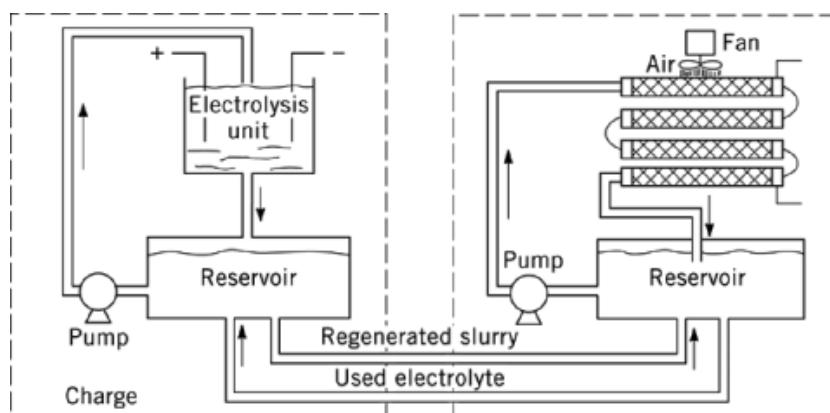 +
−
Electrolysis
unit
Reservoir
Pump
Charge
Fan
Air
Pump
Reservoir
Regenerated slurry
Used electrolyte